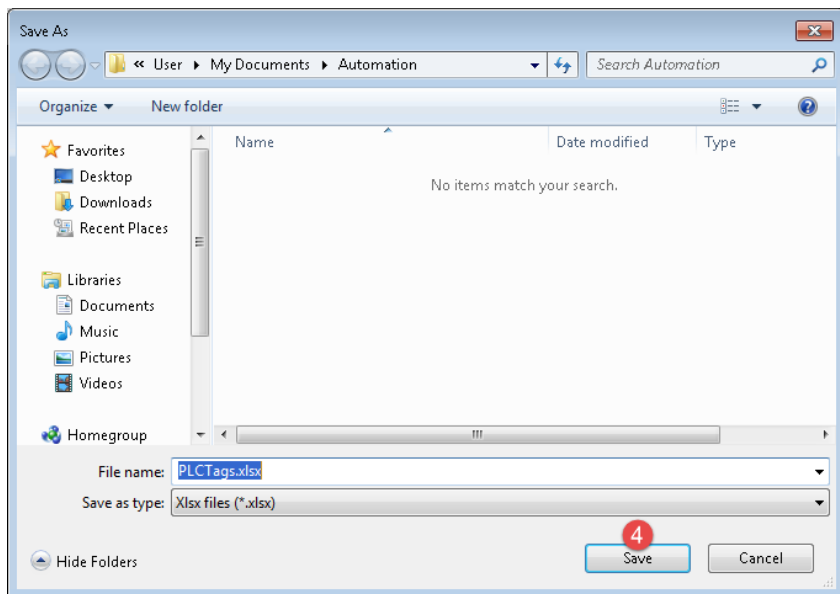 Save As
« User ▸ My Documents ▸ Automation
Search Automation
Organize
New folder
Name
Date modified
Type
No items match your search.
Favorites
Desktop
Downloads
Recent Places
Libraries
Documents
Music
Pictures
Videos
Homegroup
File name: PLCTags.xlsx
Save as type: Xlsx files (*.xlsx)
4
Hide Folders
Save
Cancel